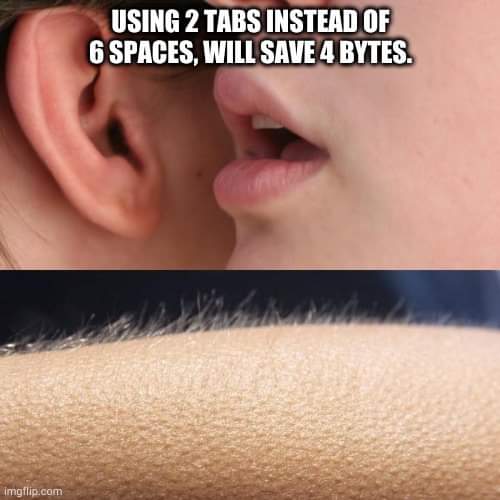 USING 2 TABS INSTEAD OF
6 SPACES, WILL SAVE 4 BYTES.
imgflip.com